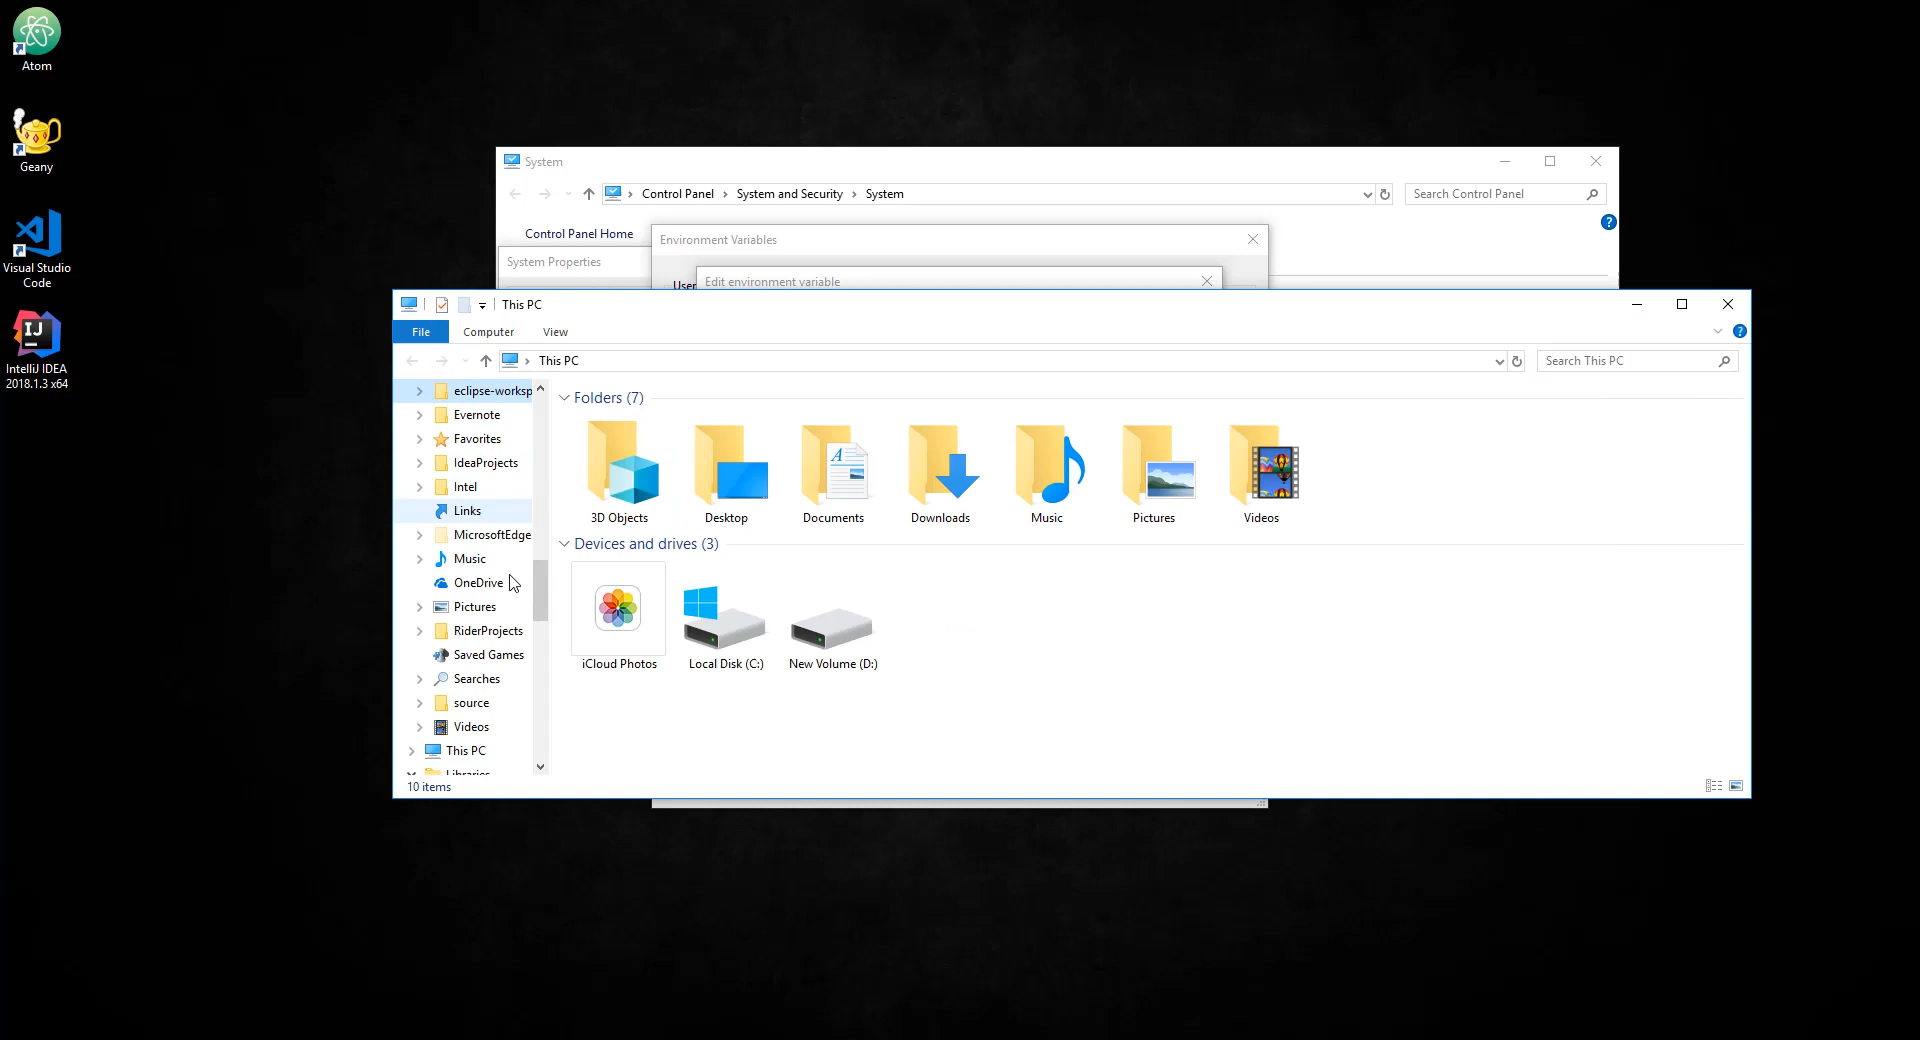 Atom
Geany
Visual Studio
Code
IntelliJ IDEA
2018.1.3 x64
System
Control Panel
System and Security
System
Search Control Panel
Control Panel Home
System Properties
Environment Variables
User
Edit environment variable
This PC
File
Computer
View
This PC
Search This PC
eclipse-worksp
Evernote
Favorites
IdeaProjects
Intel
Links
MicrosoftEdge
Music
OneDrive
Pictures
RiderProjects
Saved Games
Searches
source
Videos
This PC
Libraries
Folders (7)
3D Objects
Desktop
Documents
Downloads
Music
Pictures
Videos
Devices and drives (3)
iCloud Photos
Local Disk (C:)
New Volume (D:)
10 items